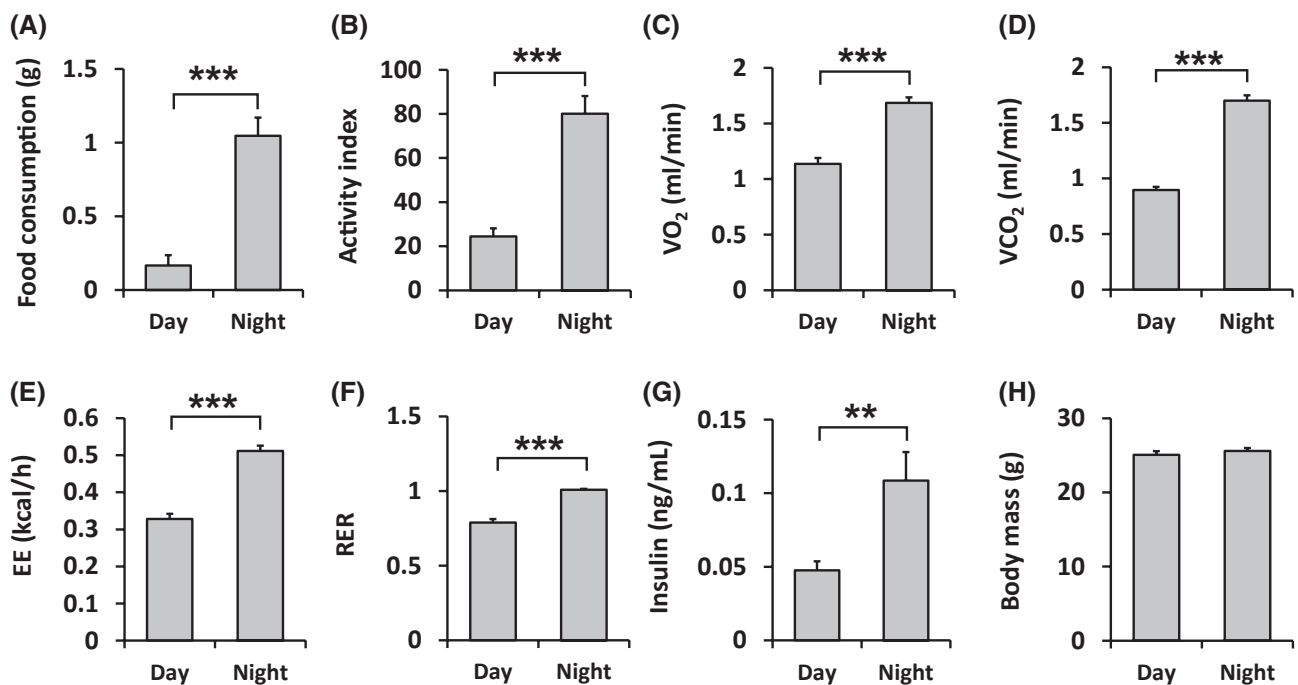 (A)
Food consumption (g)
1.5
1
0.5
0
***
Day Night
(B)
Activity index
100
80
60
40
20
0
***
Day Night
(C)
VO₂ (ml/min)
2
1.5
1
0.5
0
***
Day Night
(D)
VCO₂ (ml/min)
2
1.5
1
0.5
0
***
Day Night
(E)
EE (kcal/h)
0.6
0.5
0.4
0.3
0.2
0.1
0
***
Day Night
(F)
RER
1.5
1
0.5
0
***
Day Night
(G)
Insulin (ng/mL)
0.15
0.1
0.05
0
**
Day Night
(H)
Body mass (g)
30
20
10
0
Day Night